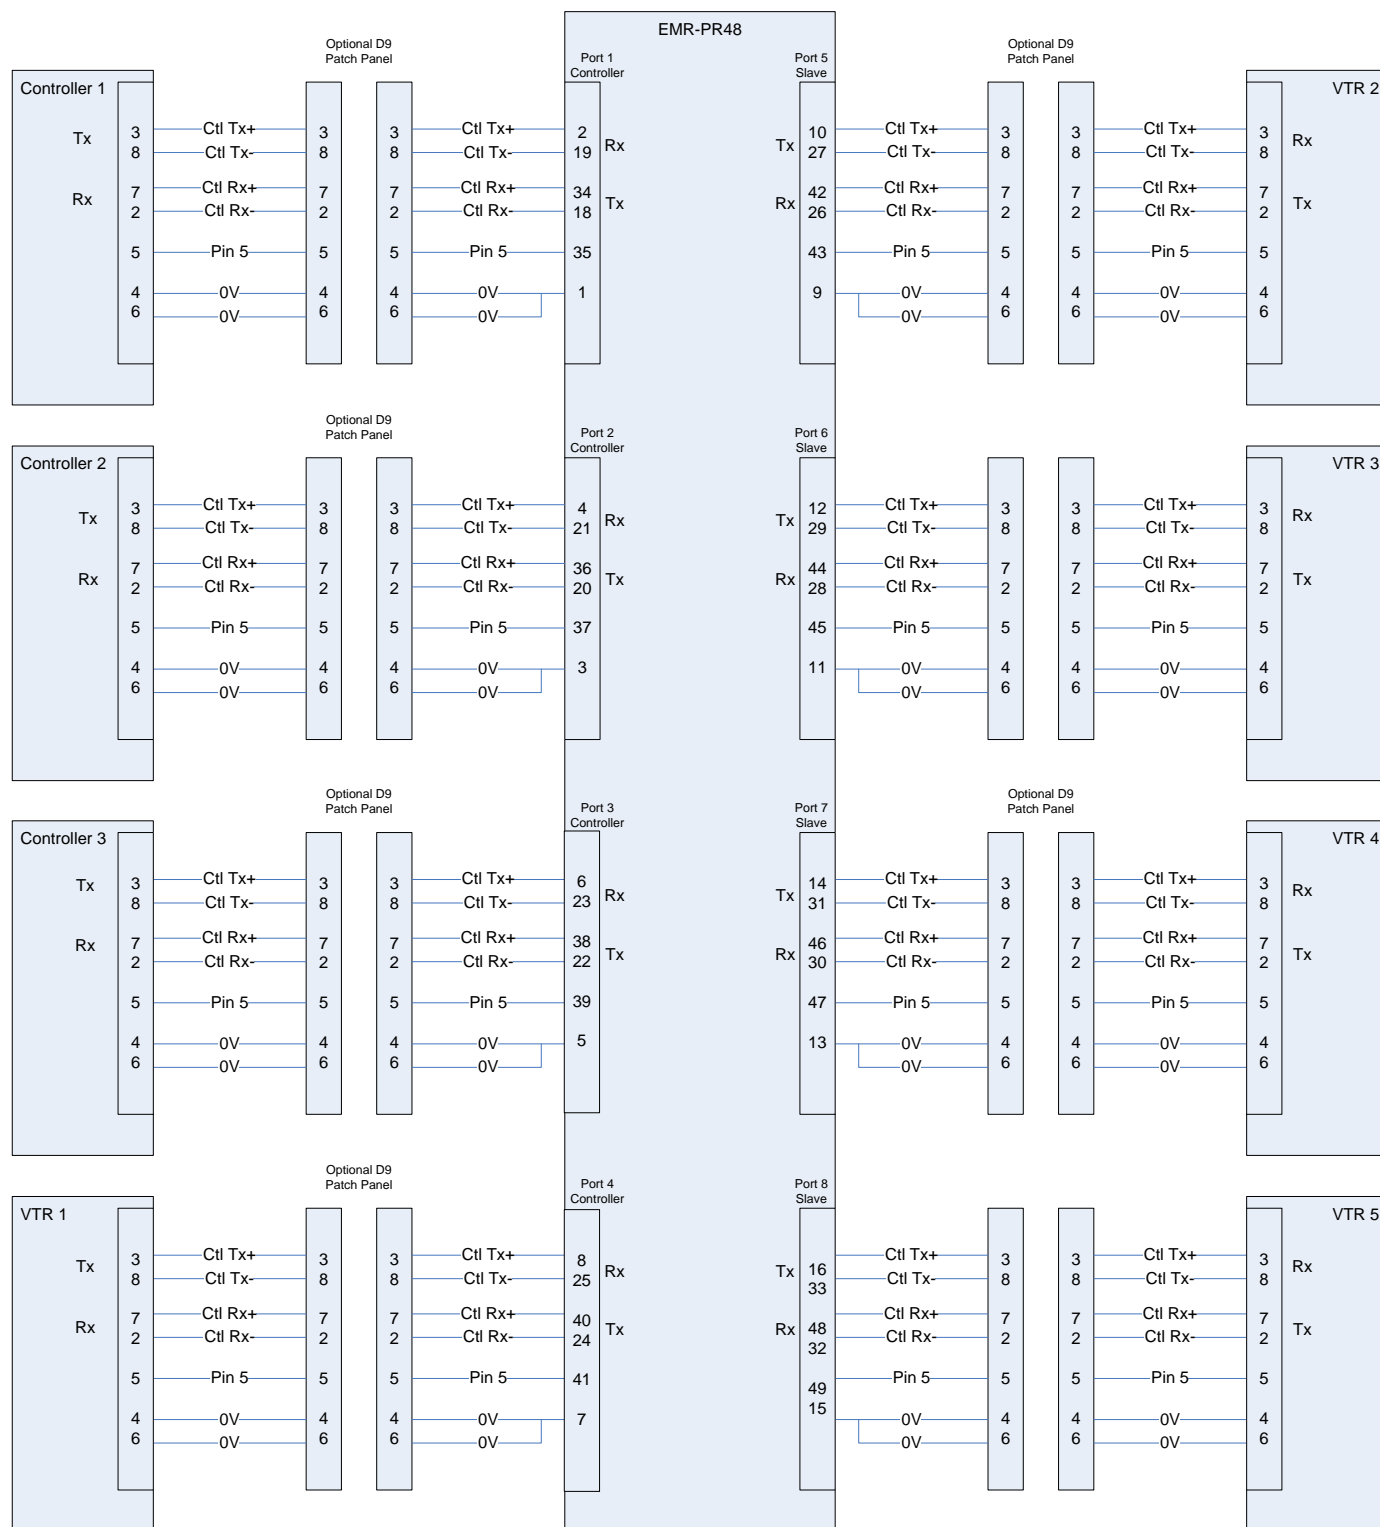 EMR-PR48
Optional D9
Patch Panel
Port 1
Controller
Port 5
Slave
Optional D9
Patch Panel
Controller 1
VTR 2
Tx 3 Ctl Tx+ 3 3 Ctl Tx+ 2 Rx Tx 10 Ctl Tx+ 3 3 Ctl Tx+ 3 Rx
8 Ctl Tx- 8 8 Ctl Tx- 19 27 Ctl Tx- 8 8 Ctl Tx- 8
Rx 7 Ctl Rx+ 7 7 Ctl Rx+ 34 Tx Rx 42 Ctl Rx+ 7 7 Ctl Rx+ 7 Tx
2 Ctl Rx- 2 2 Ctl Rx- 18 26 Ctl Rx- 2 2 Ctl Rx- 2
5 Pin 5 5 5 Pin 5 35 43 Pin 5 5 5 Pin 5 5
4 0V 4 4 0V 1 9 0V 4 4 0V 4
6 0V 6 6 0V 0V 6 6 0V 6
Optional D9
Patch Panel
Port 2
Controller
Port 6
Slave
Controller 2
VTR 3
Tx 3 Ctl Tx+ 3 3 Ctl Tx+ 4 Rx Tx 12 Ctl Tx+ 3 3 Ctl Tx+ 3 Rx
8 Ctl Tx- 8 8 Ctl Tx- 21 29 Ctl Tx- 8 8 Ctl Tx- 8
Rx 7 Ctl Rx+ 7 7 Ctl Rx+ 36 Tx Rx 44 Ctl Rx+ 7 7 Ctl Rx+ 7 Tx
2 Ctl Rx- 2 2 Ctl Rx- 20 28 Ctl Rx- 2 2 Ctl Rx- 2
5 Pin 5 5 5 Pin 5 37 45 Pin 5 5 5 Pin 5 5
4 0V 4 4 0V 3 11 0V 4 4 0V 4
6 0V 6 6 0V 0V 6 6 0V 6
Optional D9
Patch Panel
Port 3
Controller
Port 7
Slave
Optional D9
Patch Panel
Controller 3
VTR 4
Tx 3 Ctl Tx+ 3 3 Ctl Tx+ 6 Rx Tx 14 Ctl Tx+ 3 3 Ctl Tx+ 3 Rx
8 Ctl Tx- 8 8 Ctl Tx- 23 31 Ctl Tx- 8 8 Ctl Tx- 8
Rx 7 Ctl Rx+ 7 7 Ctl Rx+ 38 Tx Rx 46 Ctl Rx+ 7 7 Ctl Rx+ 7 Tx
2 Ctl Rx- 2 2 Ctl Rx- 22 30 Ctl Rx- 2 2 Ctl Rx- 2
5 Pin 5 5 5 Pin 5 39 47 Pin 5 5 5 Pin 5 5
4 0V 4 4 0V 5 13 0V 4 4 0V 4
6 0V 6 6 0V 0V 6 6 0V 6
Optional D9
Patch Panel
Port 4
Controller
Port 8
Slave
VTR 1
VTR 5
Tx 3 Ctl Tx+ 3 3 Ctl Tx+ 8 Rx Tx 16 Ctl Tx+ 3 3 Ctl Tx+ 3 Rx
8 Ctl Tx- 8 8 Ctl Tx- 25 33 Ctl Tx- 8 8 Ctl Tx- 8
Rx 7 Ctl Rx+ 7 7 Ctl Rx+ 40 Tx Rx 48 Ctl Rx+ 7 7 Ctl Rx+ 7 Tx
2 Ctl Rx- 2 2 Ctl Rx- 24 32 Ctl Rx- 2 2 Ctl Rx- 2
5 Pin 5 5 5 Pin 5 41 49 Pin 5 5 5 Pin 5 5
4 0V 4 4 0V 7 15 0V 4 4 0V 4
6 0V 6 6 0V 0V 6 6 0V 6